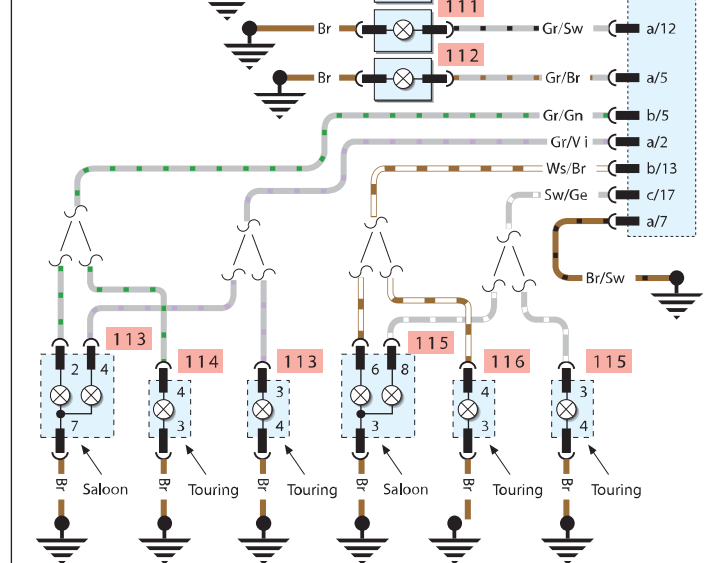 111
Br Gr/Sw a/12
112
Br Gr/Br a/5
Gr/Gn b/5
Gr/Vi a/2
Ws/Br b/13
Sw/Ge c/17
a/7
Br/Sw
113 115
2 4 114 113 6 8 116 115
4 3 4 3
7 3 4 3 3 4
Saloon Touring Touring Saloon Touring Touring
Br Br Br Br Br Br